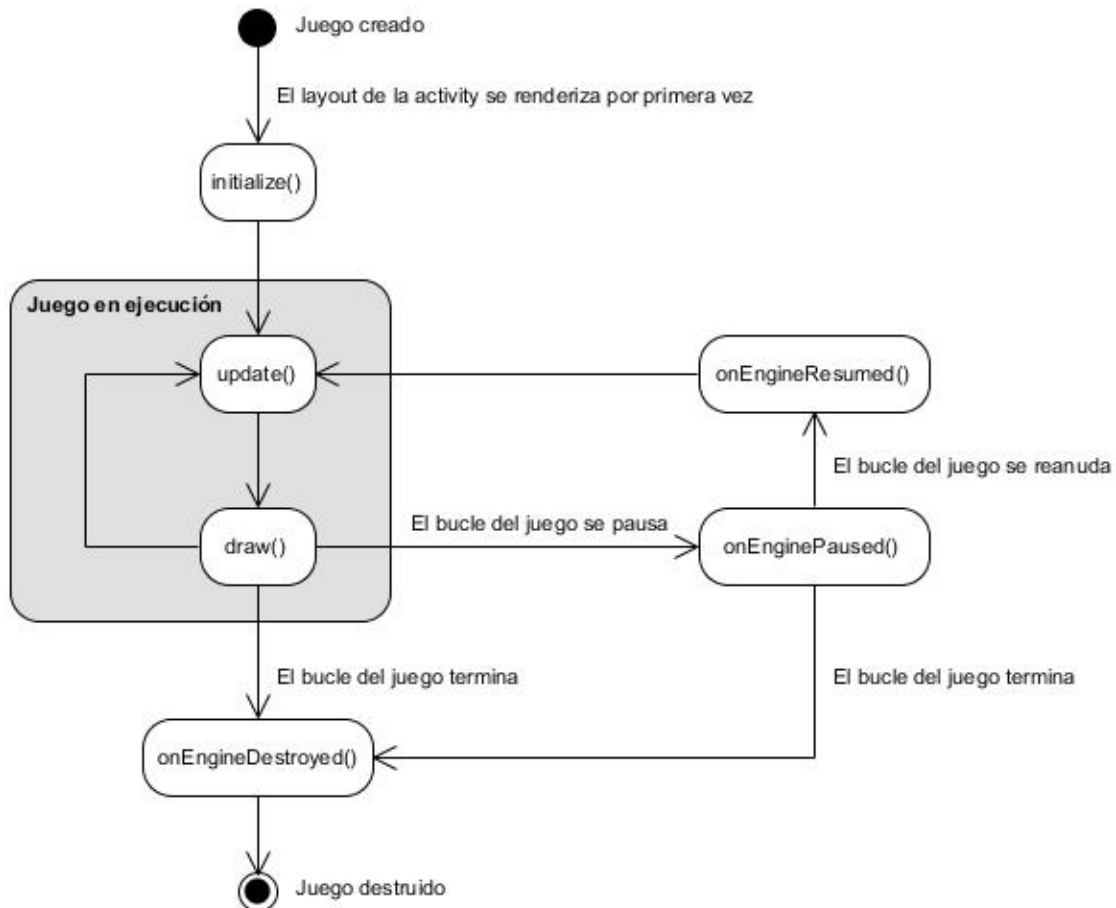 Juego creado
El layout de la activity se renderiza por primera vez
initialize()
Juego en ejecución
update()
onEngineResumed()
El bucle del juego se reanuda
El bucle del juego se pausa
draw()
onEnginePaused()
El bucle del juego termina
El bucle del juego termina
onEngineDestroyed()
Juego destruido